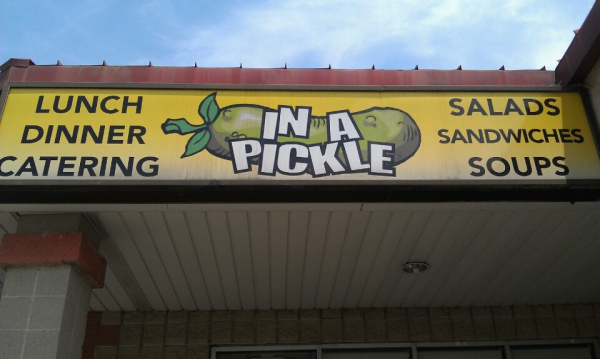 LUNCH
DINNER
CATERING
IN A
PICKLE
SALADS
SANDWICHES
SOUPS